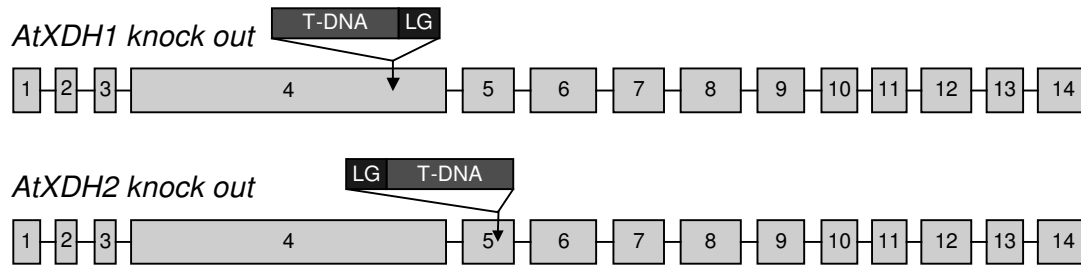 T-DNA LG
AtXDH1 knock out
1 2 3 4 5 6 7 8 9 10 11 12 13 14
LG T-DNA
AtXDH2 knock out
1 2 3 4 5 6 7 8 9 10 11 12 13 14